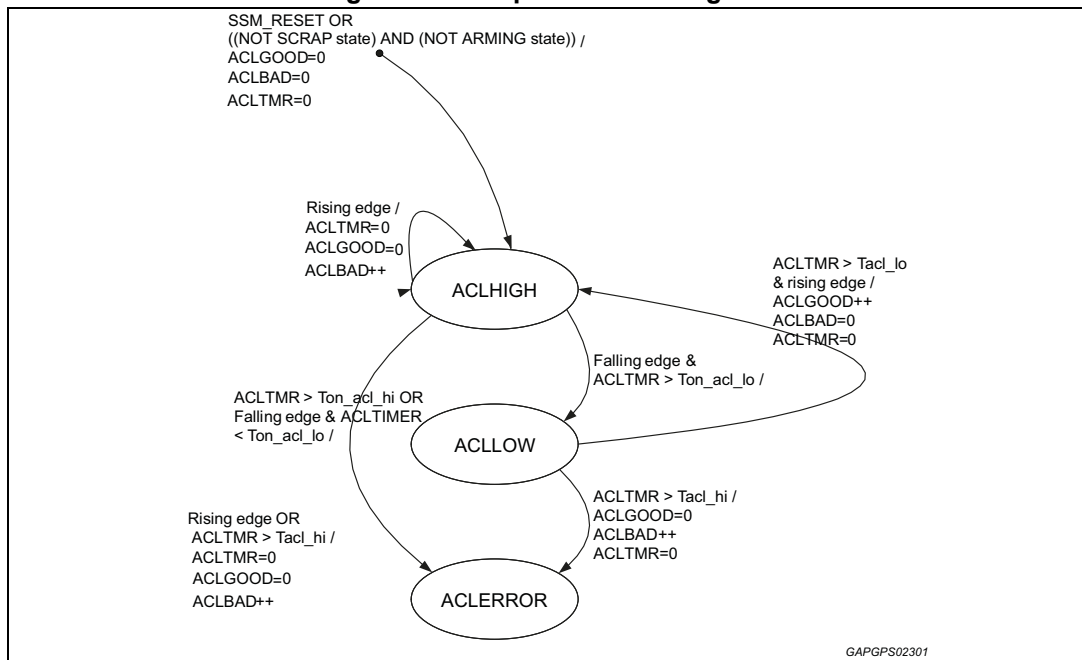 SSM_RESET OR
((NOT SCRAP state) AND (NOT ARMING state)) /
ACLGOOD=0
ACLBAD=0
ACLTMR=0
Rising edge /
ACLTMR=0
ACLGOOD=0
ACLBAD++
ACLHIGH
ACLTMR > Tacl_lo
& rising edge /
ACLGOOD++
ACLBAD=0
ACLTMR=0
Falling edge &
ACLTMR > Ton_acl_lo /
ACLTMR > Ton_acl_hi OR
Falling edge & ACLTIMER
< Ton_acl_lo /
ACLLOW
ACLTMR > Tacl_hi /
ACLGOOD=0
ACLBAD++
ACLTMR=0
Rising edge OR
ACLTMR > Tacl_hi /
ACLTMR=0
ACLGOOD=0
ACLBAD++
ACLERROR
GAPGPS02301